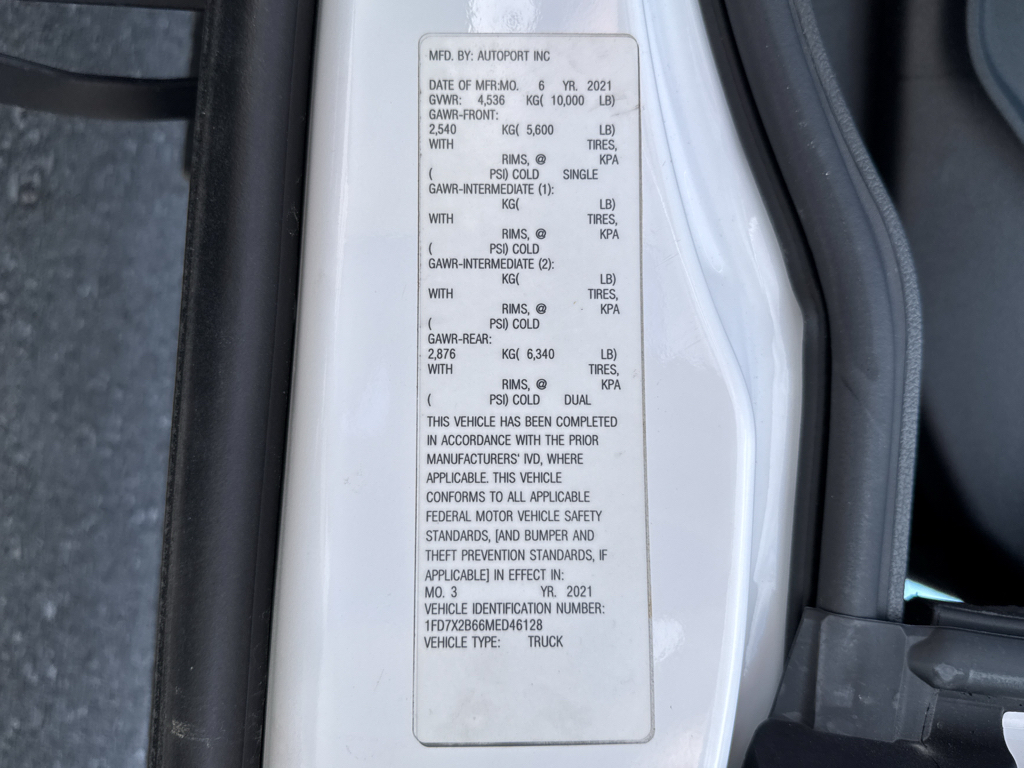 MFD. BY: AUTOPORT INC
DATE OF MFR:MO. 6 YR. 2021
GVWR: 4,536 KG( 10,000 LB)
GAWR-FRONT:
2,540 KG( 5,600 LB)
WITH TIRES,
RIMS, @ KPA
( PSI) COLD SINGLE
GAWR-INTERMEDIATE (1):
KG( LB)
WITH TIRES,
RIMS, @ KPA
( PSI) COLD
GAWR-INTERMEDIATE (2):
KG( LB)
WITH TIRES,
RIMS, @ KPA
( PSI) COLD
GAWR-REAR:
2,876 KG( 6,340 LB)
WITH TIRES,
RIMS, @ KPA
( PSI) COLD DUAL
THIS VEHICLE HAS BEEN COMPLETED
IN ACCORDANCE WITH THE PRIOR
MANUFACTURERS' IVD, WHERE
APPLICABLE. THIS VEHICLE
CONFORMS TO ALL APPLICABLE
FEDERAL MOTOR VEHICLE SAFETY
STANDARDS, [AND BUMPER AND
THEFT PREVENTION STANDARDS, IF
APPLICABLE] IN EFFECT IN:
MO. 3 YR. 2021
VEHICLE IDENTIFICATION NUMBER:
1FD7X2B66MED46128
VEHICLE TYPE: TRUCK